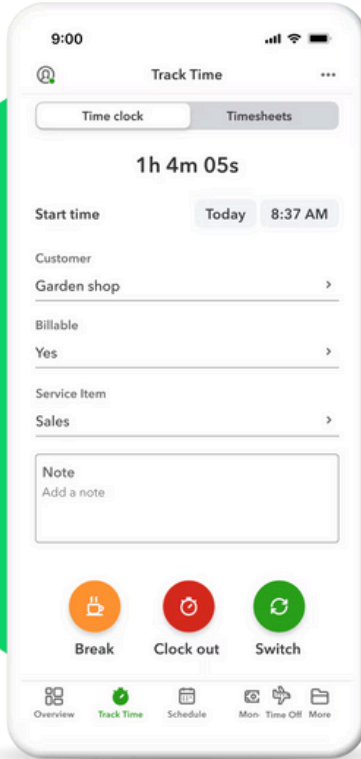 9:00
Track Time
Time clock Timesheets
1h 4m 05s
Start time Today 8:37 AM
Customer
Garden shop
Billable
Yes
Service Item
Sales
Note
Add a note
Break Clock out Switch
Overview Track Time Schedule Mon- Time Off More